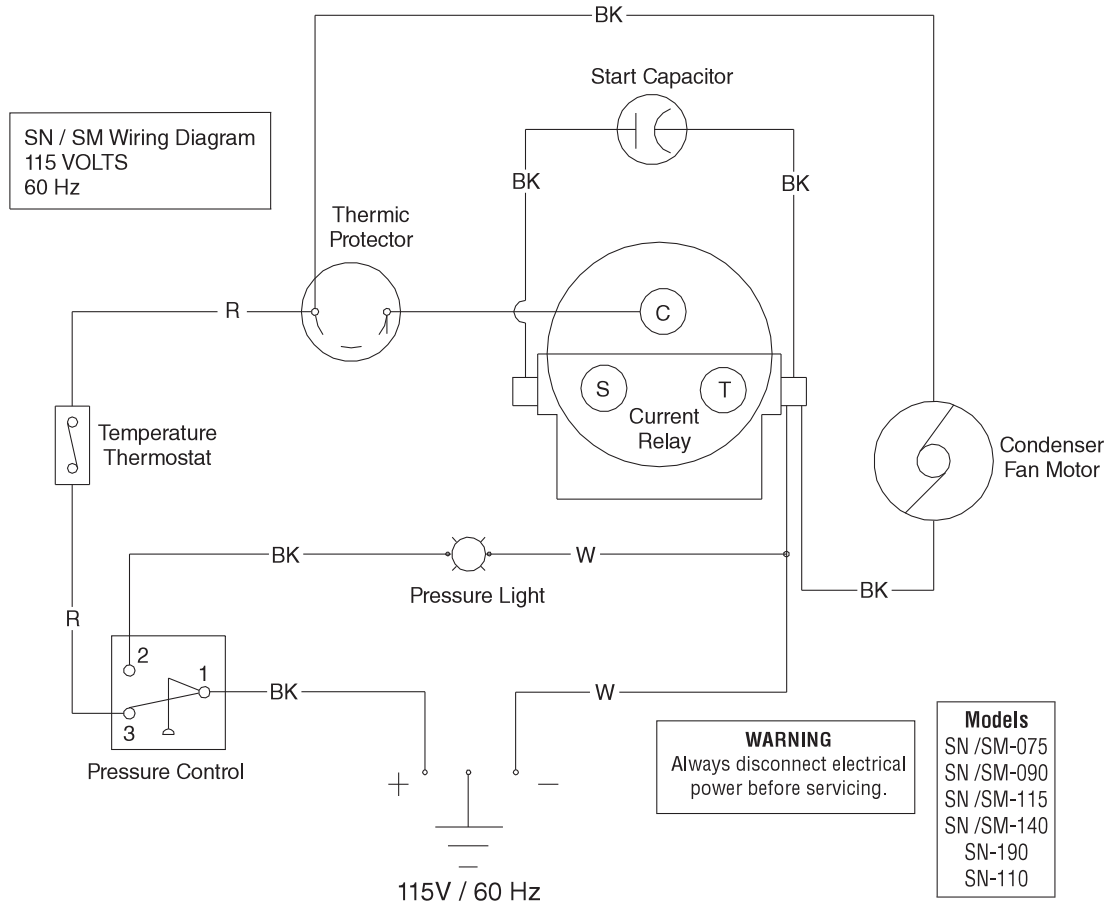 BK
Start Capacitor
SN / SM Wiring Diagram
115 VOLTS
60 Hz
BK
BK
Thermic
Protector
R
C
S
T
Current
Relay
Temperature
Thermostat
Condenser
Fan Motor
BK
W
Pressure Light
BK
R
2
1
3
BK
W
Pressure Control
+
—
115V / 60 Hz
WARNING
Always disconnect electrical
power before servicing.
Models
SN /SM-075
SN /SM-090
SN /SM-115
SN /SM-140
SN-190
SN-110